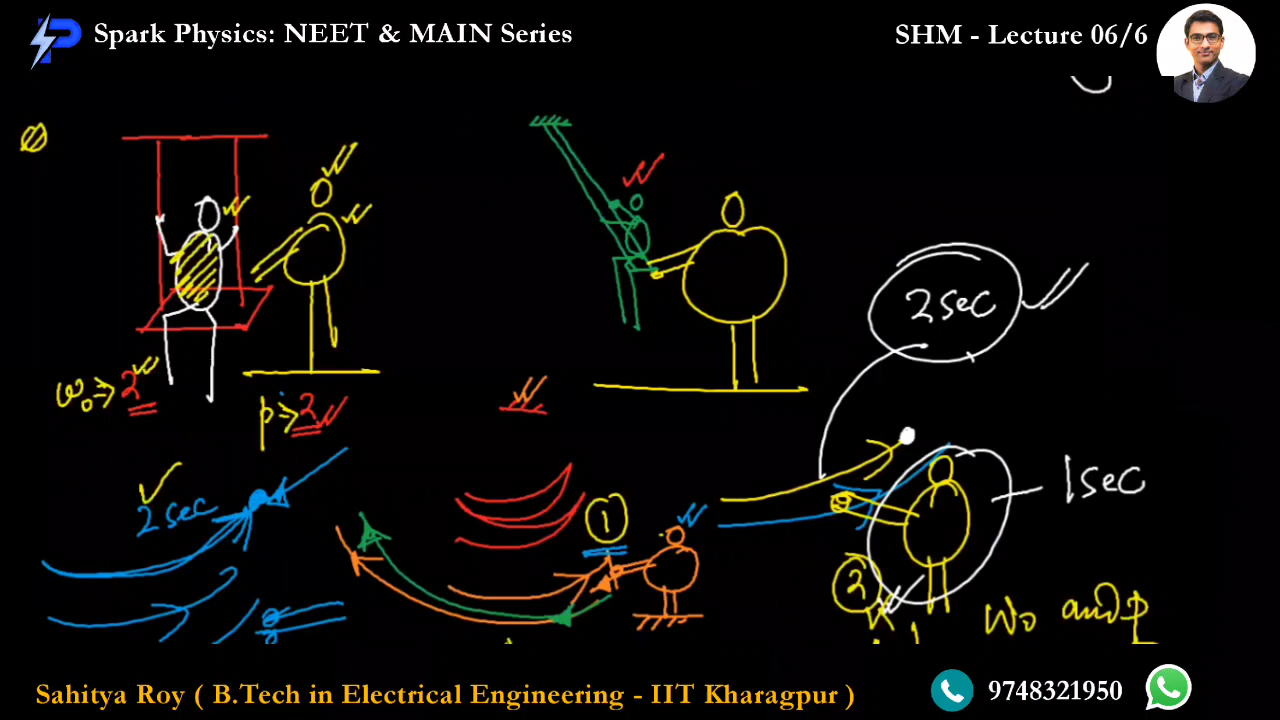 Spark Physics: NEET & MAIN Series
SHM - Lecture 06/6
2 sec
ω₀ ⇒ 2
p ⇒ 2
2 sec
1
1 sec
2
ω₀ and p
Sahitya Roy ( B.Tech in Electrical Engineering - IIT Kharagpur )
9748321950